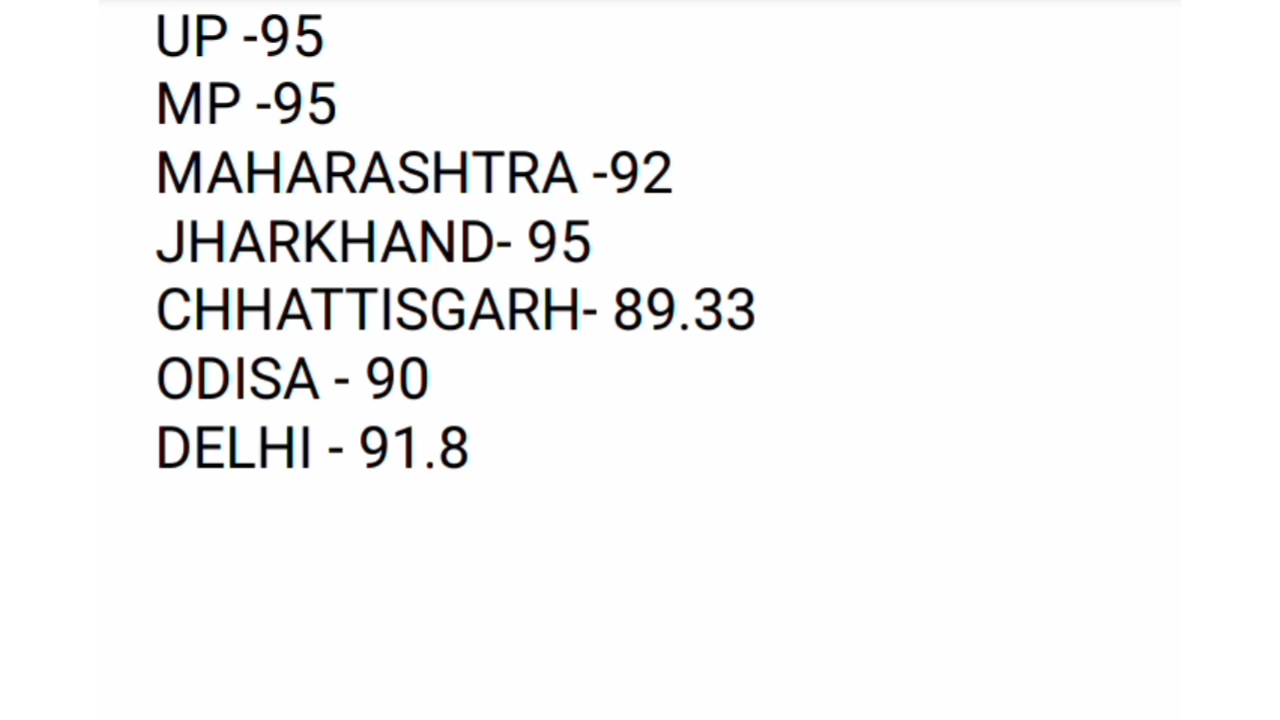 UP -95
MP -95
MAHARASHTRA -92
JHARKHAND- 95
CHHATTISGARH- 89.33
ODISA - 90
DELHI - 91.8